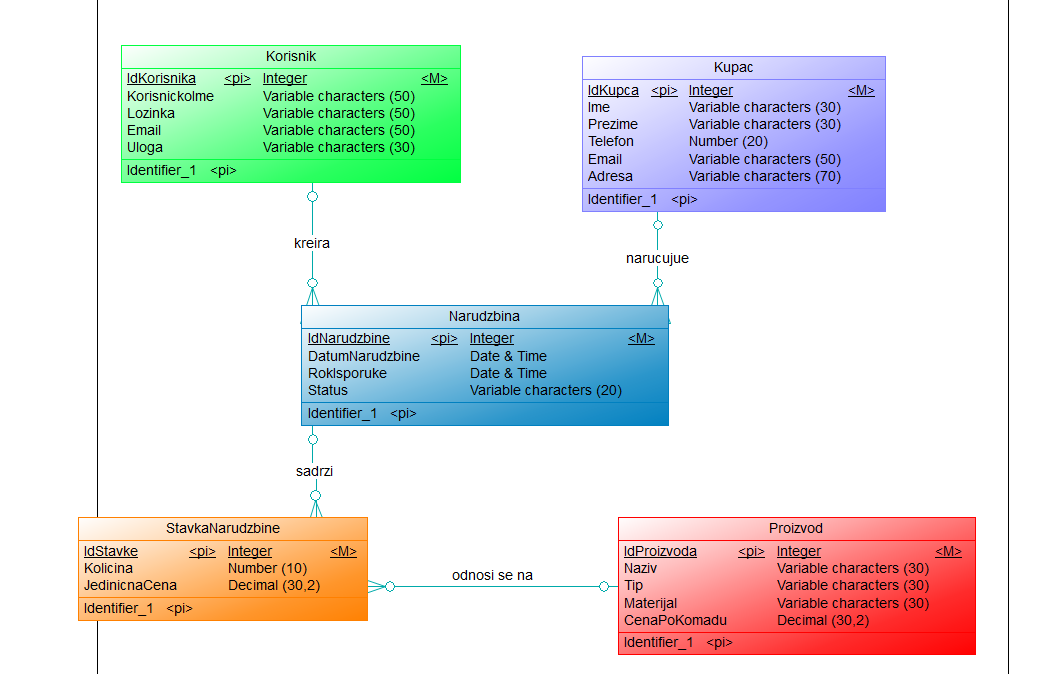 Korisnik
IdKorisnika <pi> Integer <M>
KorisnickoIme Variable characters (50)
Lozinka Variable characters (50)
Email Variable characters (50)
Uloga Variable characters (30)
Identifier_1 <pi>
Kupac
IdKupca <pi> Integer <M>
Ime Variable characters (30)
Prezime Variable characters (30)
Telefon Number (20)
Email Variable characters (50)
Adresa Variable characters (70)
Identifier_1 <pi>
kreira
narucujue
Narudzbina
IdNarudzbine <pi> Integer <M>
DatumNarudzbine Date & Time
RokIsporuke Date & Time
Status Variable characters (20)
Identifier_1 <pi>
sadrzi
StavkaNarudzbine
IdStavke <pi> Integer <M>
Kolicina Number (10)
JedinicnaCena Decimal (30,2)
Identifier_1 <pi>
odnosi se na
Proizvod
IdProizvoda <pi> Integer <M>
Naziv Variable characters (30)
Tip Variable characters (30)
Materijal Variable characters (30)
CenaPoKomadu Decimal (30,2)
Identifier_1 <pi>